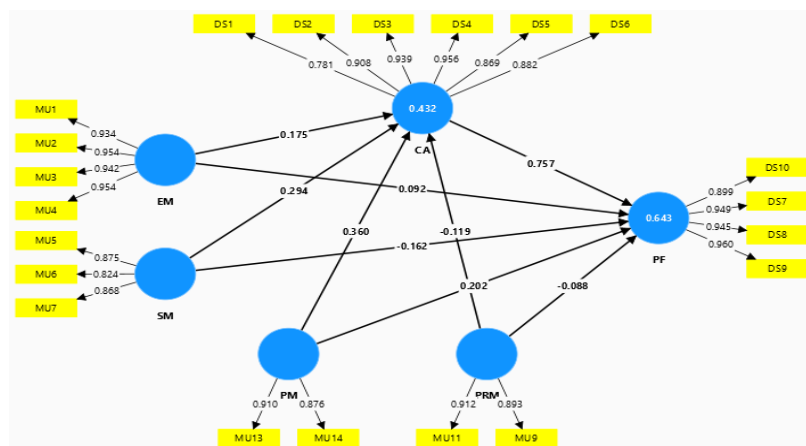 DS1 DS2 DS3 DS4 DS5 DS6
0.781 0.908 0.939 0.956 0.869 0.882
0.432
CA
MU1
MU2
MU3
MU4
0.934
0.954
0.942
0.954
EM
0.175
0.092
0.757
MU5
MU6
MU7
0.875
0.824
0.868
SM
0.294
-0.162
0.360
-0.119
0.202
-0.088
0.643
PF
0.899
0.949
0.945
0.960
DS10
DS7
DS8
DS9
PM
0.910 0.876
MU13 MU14
PRM
0.912 0.893
MU11 MU9